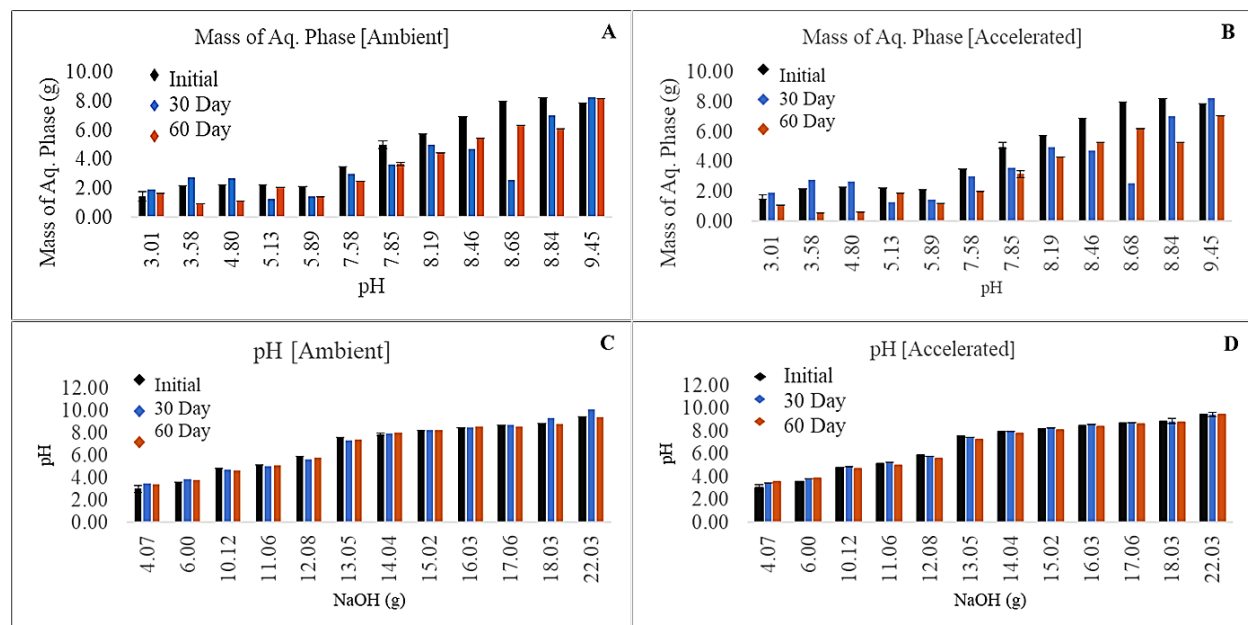 Mass of Aq. Phase [Ambient]
A
Mass of Aq. Phase (g)
10.00
8.00
6.00
4.00
2.00
0.00
Initial
30 Day
60 Day
3.01 3.58 4.80 5.13 5.89 7.58 7.85 8.19 8.46 8.68 8.84 9.45
pH
Mass of Aq. Phase [Accelerated]
B
Mass of Aq. Phase (g)
10.00
8.00
6.00
4.00
2.00
0.00
Initial
30 Day
60 Day
3.01 3.58 4.80 5.13 5.89 7.58 7.85 8.19 8.46 8.68 8.84 9.45
pH
pH [Ambient]
C
pH
12.00
10.00
8.00
6.00
4.00
2.00
0.00
Initial
30 Day
60 Day
4.07 6.00 10.12 11.06 12.08 13.05 14.04 15.02 16.03 17.06 18.03 22.03
NaOH (g)
pH [Accelerated]
D
pH
12.00
10.00
8.00
6.00
4.00
2.00
0.00
Initial
30 Day
60 Day
4.07 6.00 10.12 11.06 12.08 13.05 14.04 15.02 16.03 17.06 18.03 22.03
NaOH (g)